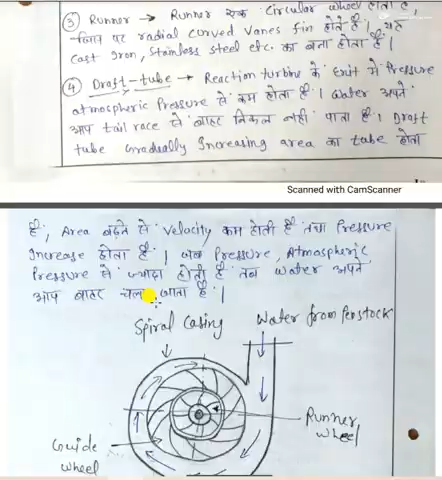 ③ Runner → Runner एक Circular wheel होता है,
जिस पर radial curved vanes fin होते हैं। यह
Cast Iron, Stainless steel etc. का बना होता है।
④ Draft-tube → Reaction turbine के Exit में Pressure
atmospheric Pressure से कम होता है। Water अपने
आप tail race से बाहर निकल नही पाता है। Draft
tube Gradually Increasing area का tube होता
Scanned with CamScanner
है, Area बढ़ने से Velocity कम होती है तथा Pressure
Increase होता है। जब Pressure, Atmospheric
Pressure से ज्यादा होती है तब Water अपने
आप बाहर चला जाता है।
Spiral Casing
Water from Penstock
Runner
wheel
Guide
wheel